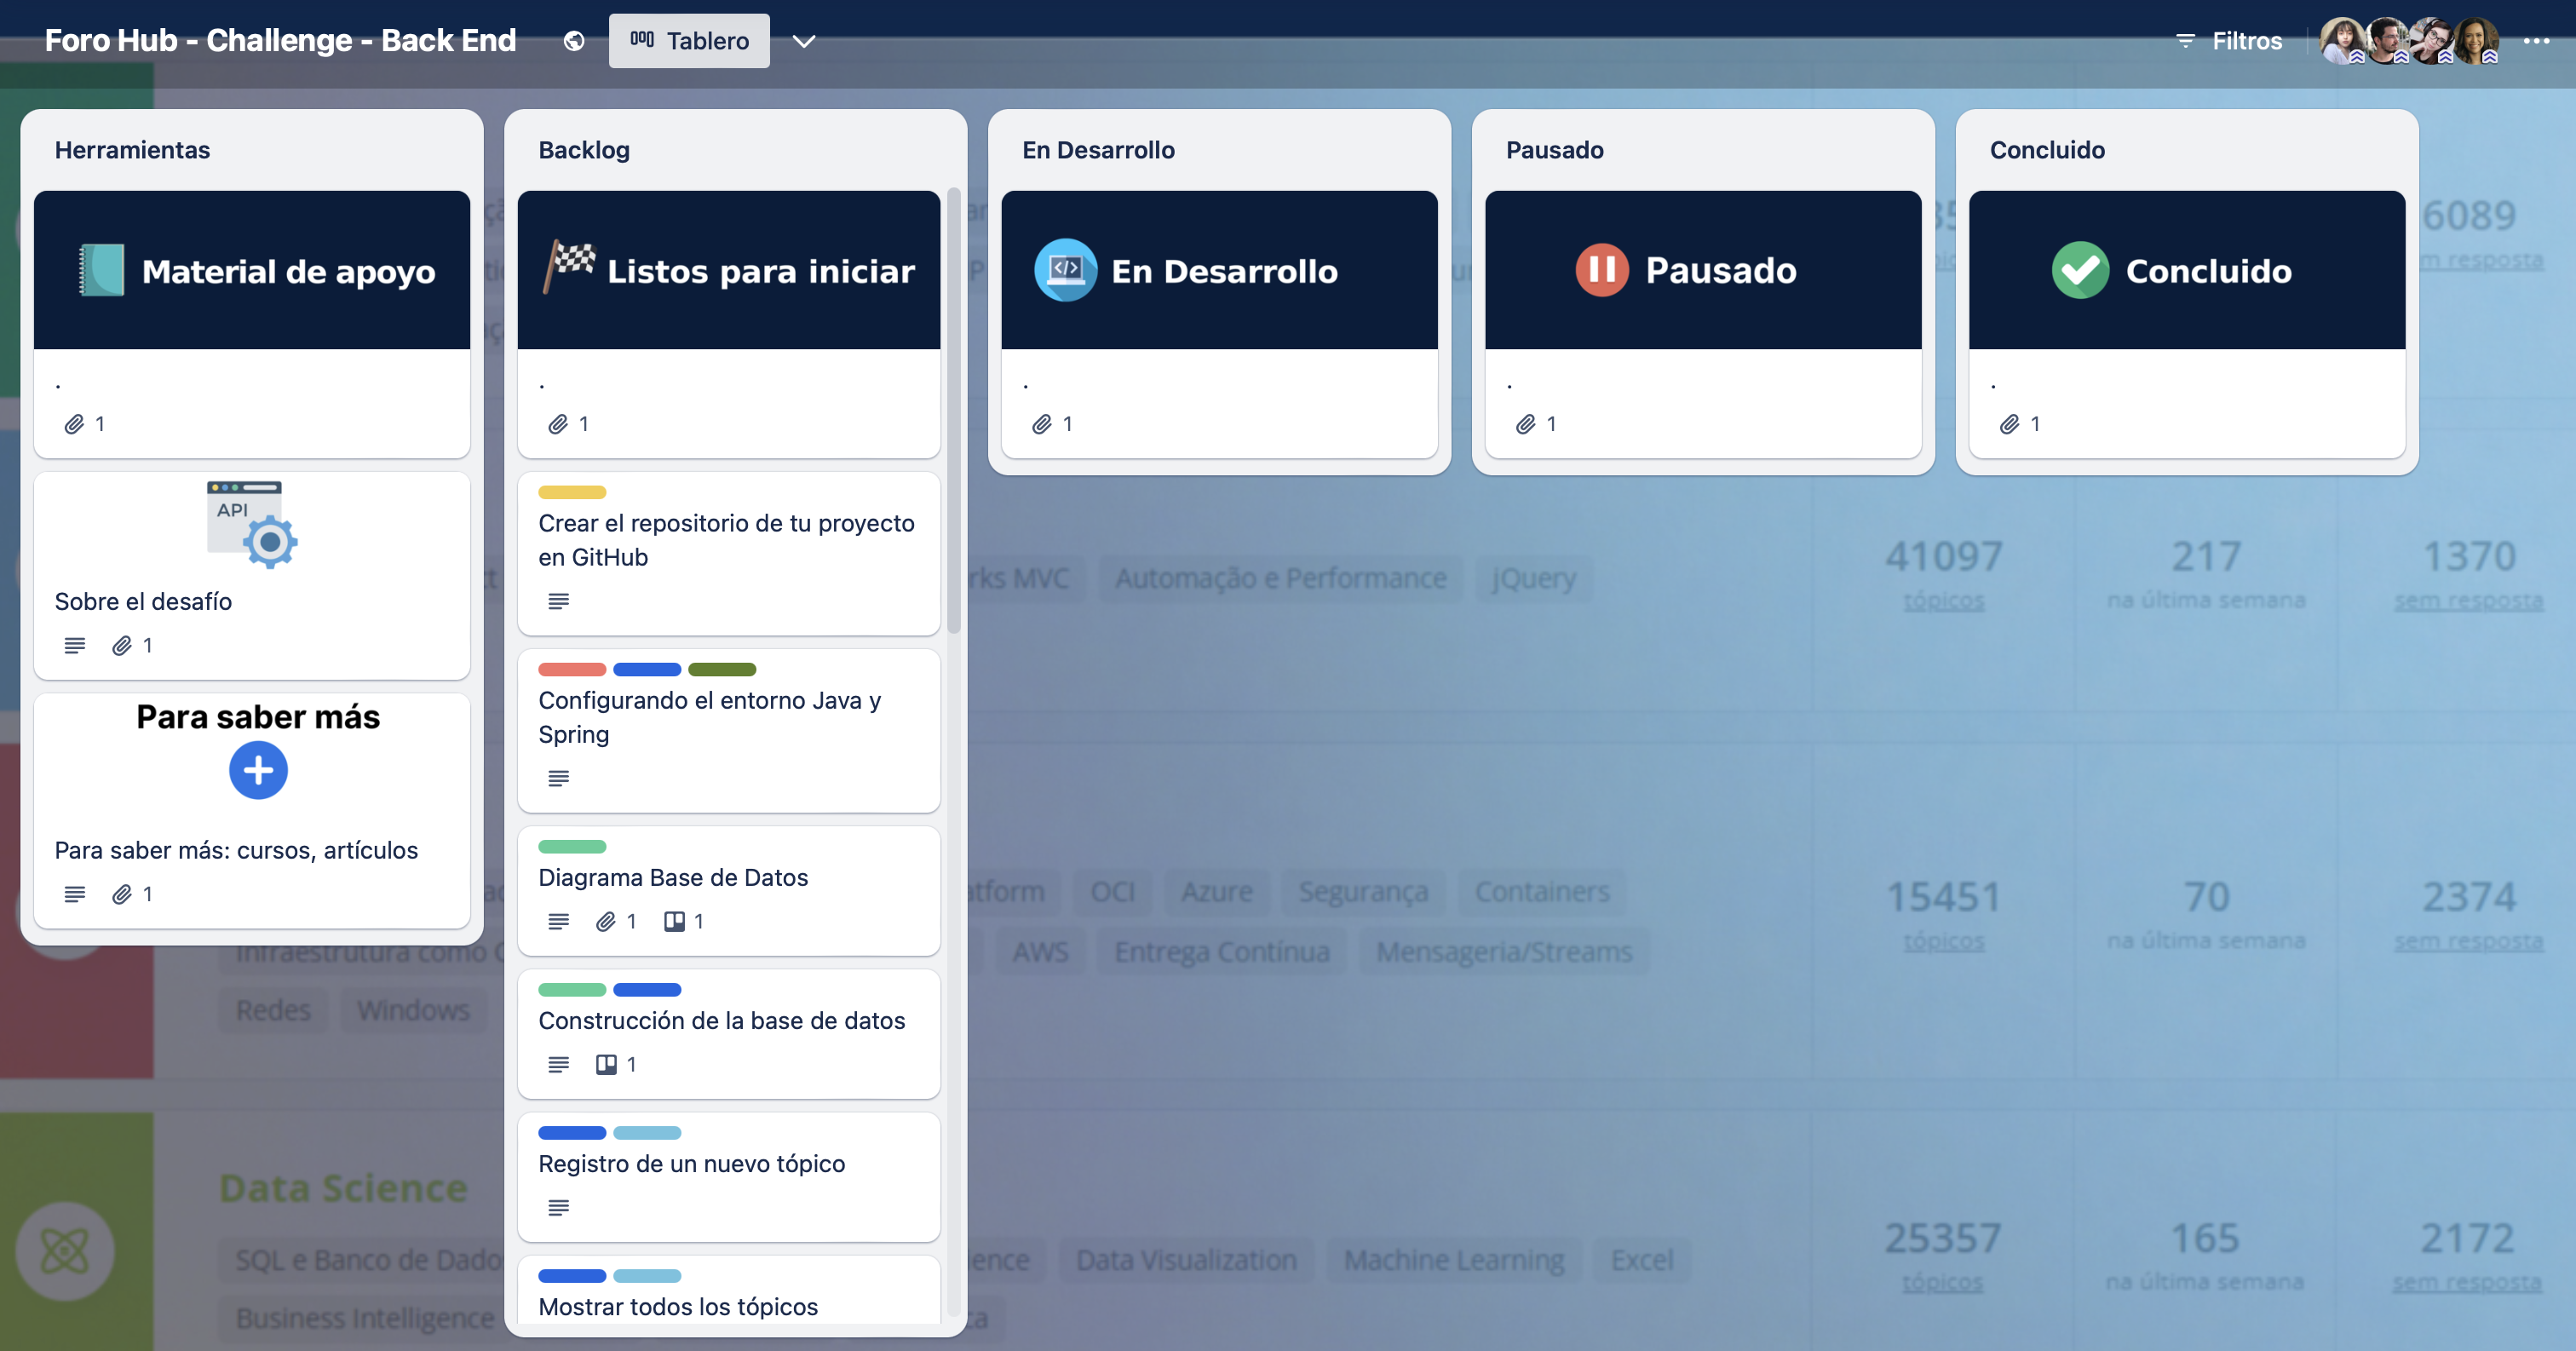 Foro Hub - Challenge - Back End
Tablero
Filtros
Herramientas
Material de apoyo
.
1
API
Sobre el desafío
1
Para saber más
Para saber más: cursos, artículos
1
Backlog
Listos para iniciar
.
1
Crear el repositorio de tu proyecto
en GitHub
Configurando el entorno Java y
Spring
Diagrama Base de Datos
1 1
Construcción de la base de datos
1
Registro de un nuevo tópico
Mostrar todos los tópicos
En Desarrollo
En Desarrollo
.
1
Pausado
Pausado
.
1
Concluido
Concluido
.
1
6089
sem resposta
MVC
Automação e Performance
jQuery
41097
tópicos
217
na última semana
1370
sem resposta
OCI
Azure
Segurança
Containers
Infraestrutura como
AWS
Entrega Contínua
Mensageria/Streams
Redes
Windows
15451
tópicos
70
na última semana
2374
sem resposta
Data Science
SQL e Banco de
Data Visualization
Machine Learning
Excel
Business Intelligence
25357
tópicos
165
na última semana
2172
sem resposta